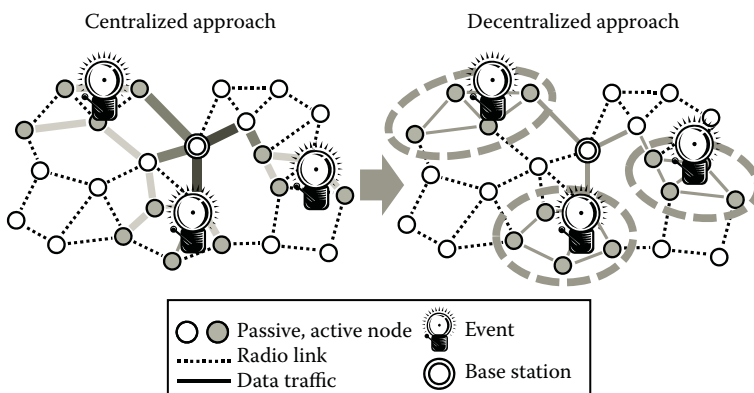 Centralized approach
Decentralized approach
Passive, active node
Radio link
Data traffic
Event
Base station